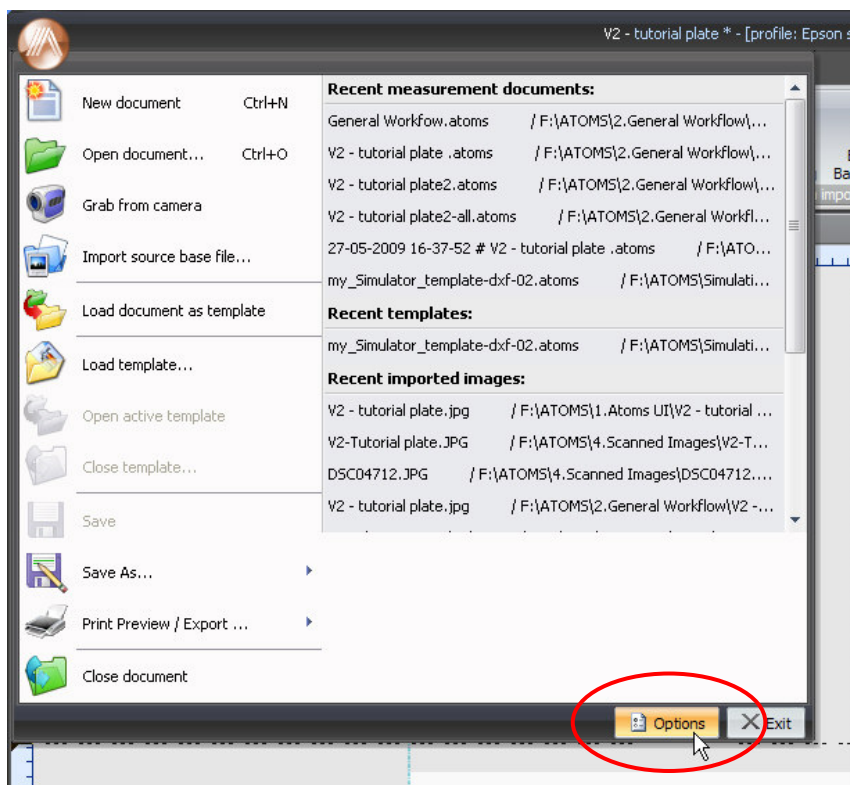 V2 - tutorial plate * - [profile: Epson s
New document Ctrl+N
Open document... Ctrl+O
Grab from camera
Import source base file...
Load document as template
Load template...
Open active template
Close template...
Save
Save As...
Print Preview / Export ...
Close document
Recent measurement documents:
General Workfow.atoms / F:\ATOMS\2.General Workflow\...
V2 - tutorial plate .atoms / F:\ATOMS\2.General Workflow\...
V2 - tutorial plate2.atoms / F:\ATOMS\2.General Workflow\...
V2 - tutorial plate2-all.atoms / F:\ATOMS\2.General Workfl...
27-05-2009 16-37-52 # V2 - tutorial plate .atoms / F:\ATO...
my_Simulator_template-dxf-02.atoms / F:\ATOMS\Simulati...
Recent templates:
my_Simulator_template-dxf-02.atoms / F:\ATOMS\Simulati...
Recent imported images:
V2 - tutorial plate.jpg / F:\ATOMS\1.Atoms UI\V2 - tutorial ...
V2-Tutorial plate.JPG / F:\ATOMS\4.Scanned Images\V2-T...
DSC04712.JPG / F:\ATOMS\4.Scanned Images\DSC04712....
V2 - tutorial plate.jpg / F:\ATOMS\2.General Workflow\V2 -...
Ba
impo
Options
Exit